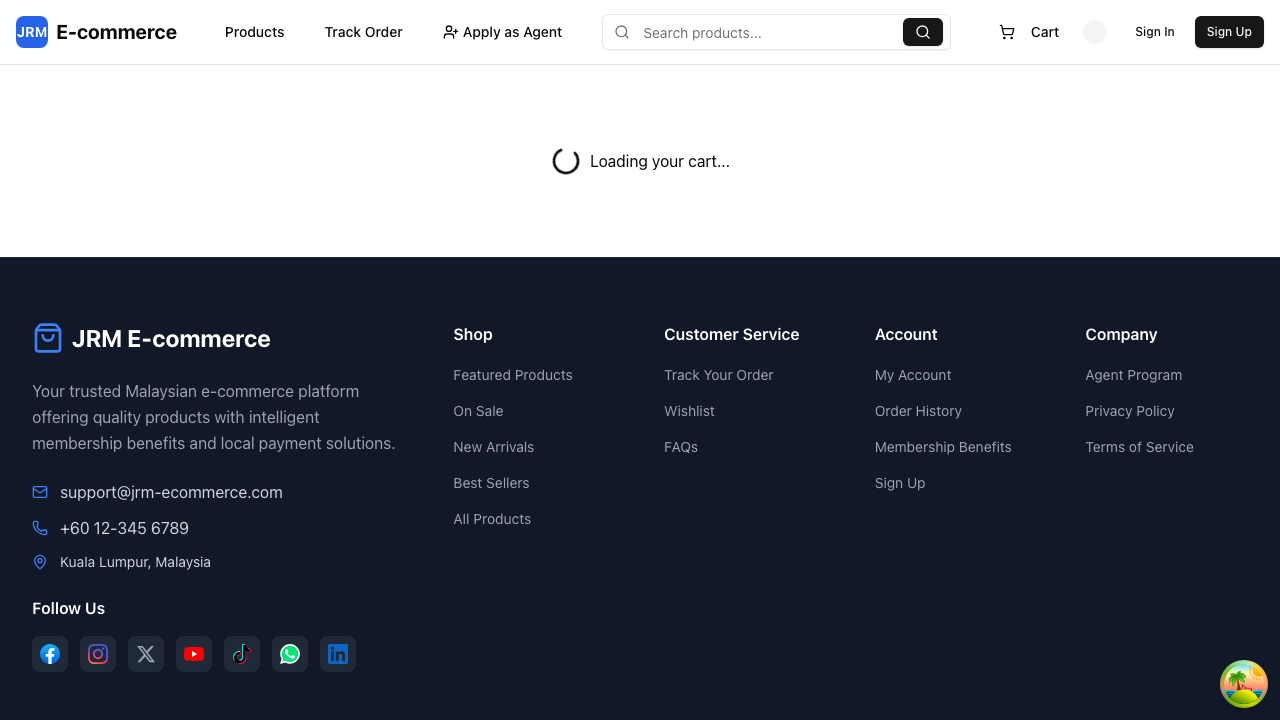 JRM E-commerce
Products
Track Order
Apply as Agent
Search products...
Cart
Sign In
Sign Up
Loading your cart...
JRM E-commerce
Your trusted Malaysian e-commerce platform
offering quality products with intelligent
membership benefits and local payment solutions.
support@jrm-ecommerce.com
+60 12-345 6789
Kuala Lumpur, Malaysia
Follow Us
Shop
Featured Products
On Sale
New Arrivals
Best Sellers
All Products
Customer Service
Track Your Order
Wishlist
FAQs
Account
My Account
Order History
Membership Benefits
Sign Up
Company
Agent Program
Privacy Policy
Terms of Service